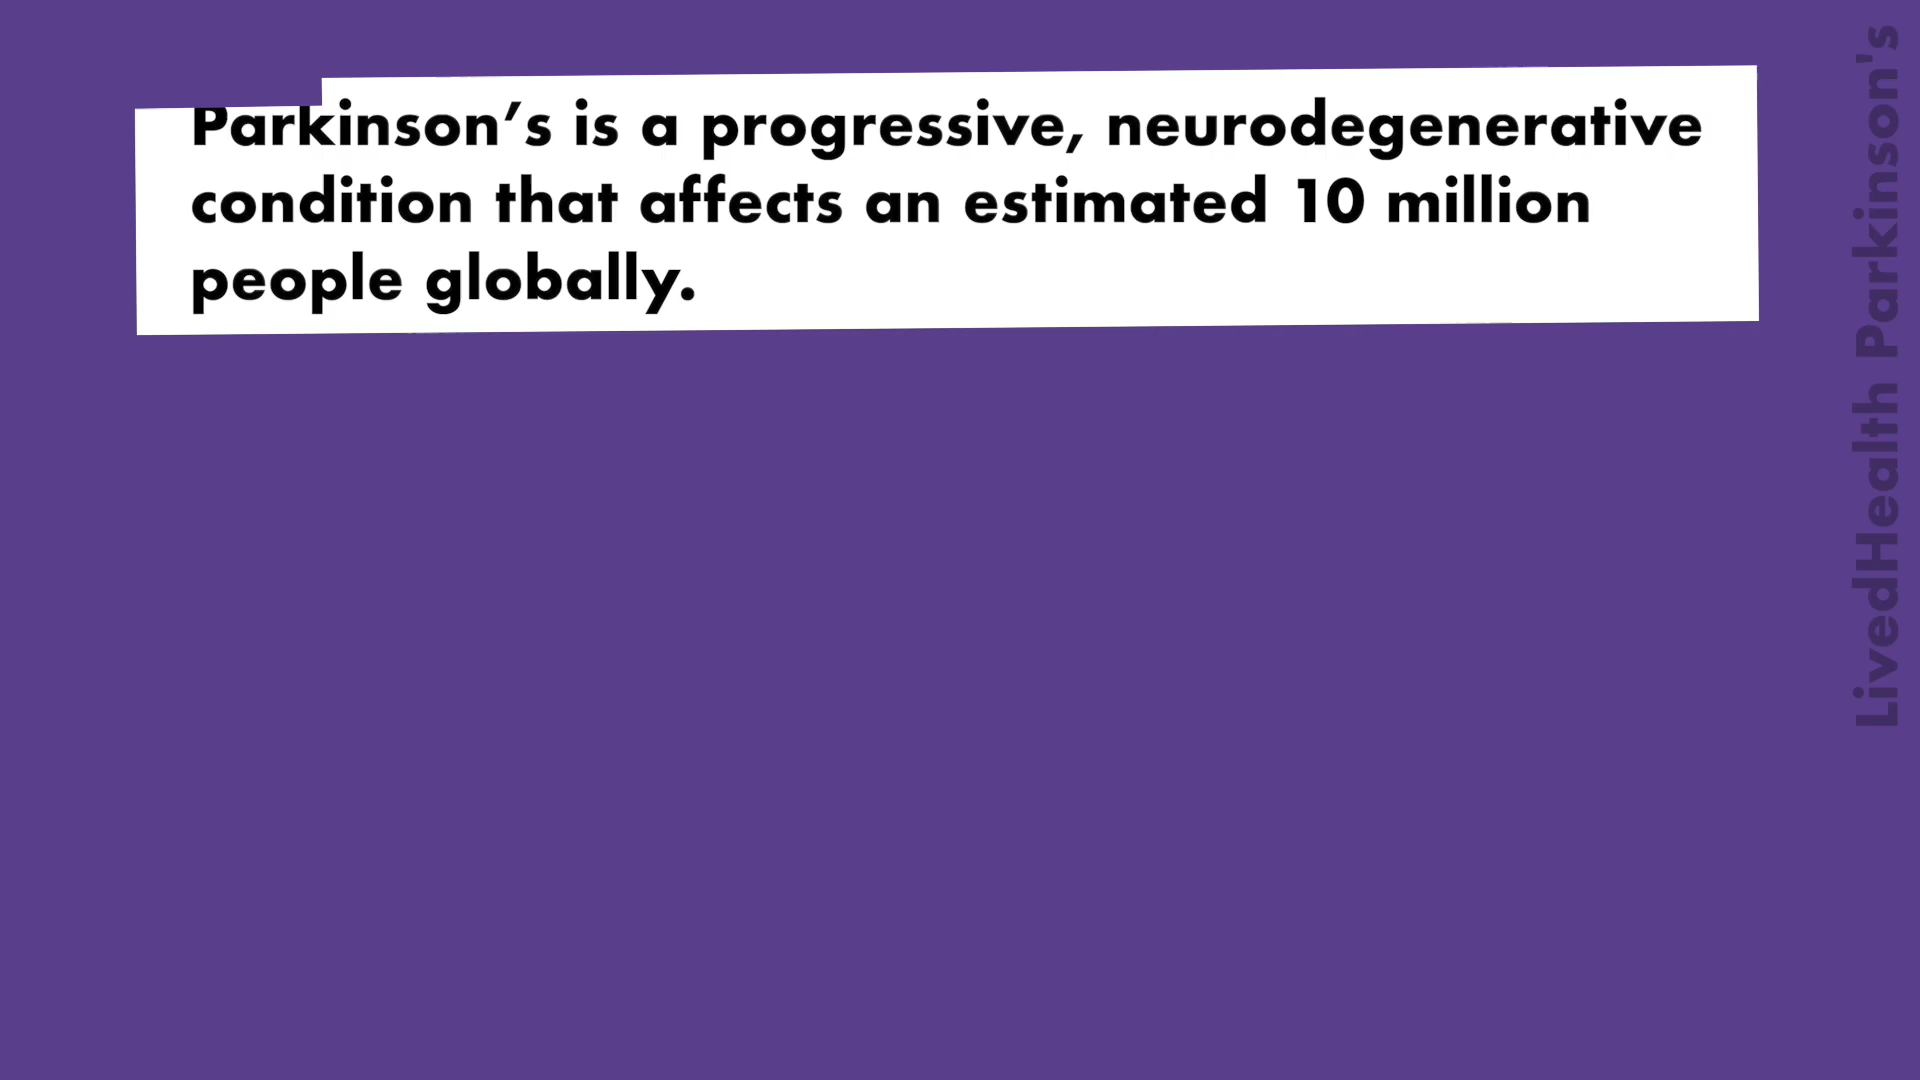 Parkinson’s is a progressive, neurodegenerative
condition that affects an estimated 10 million
people globally.
LivedHealth Parkinson's